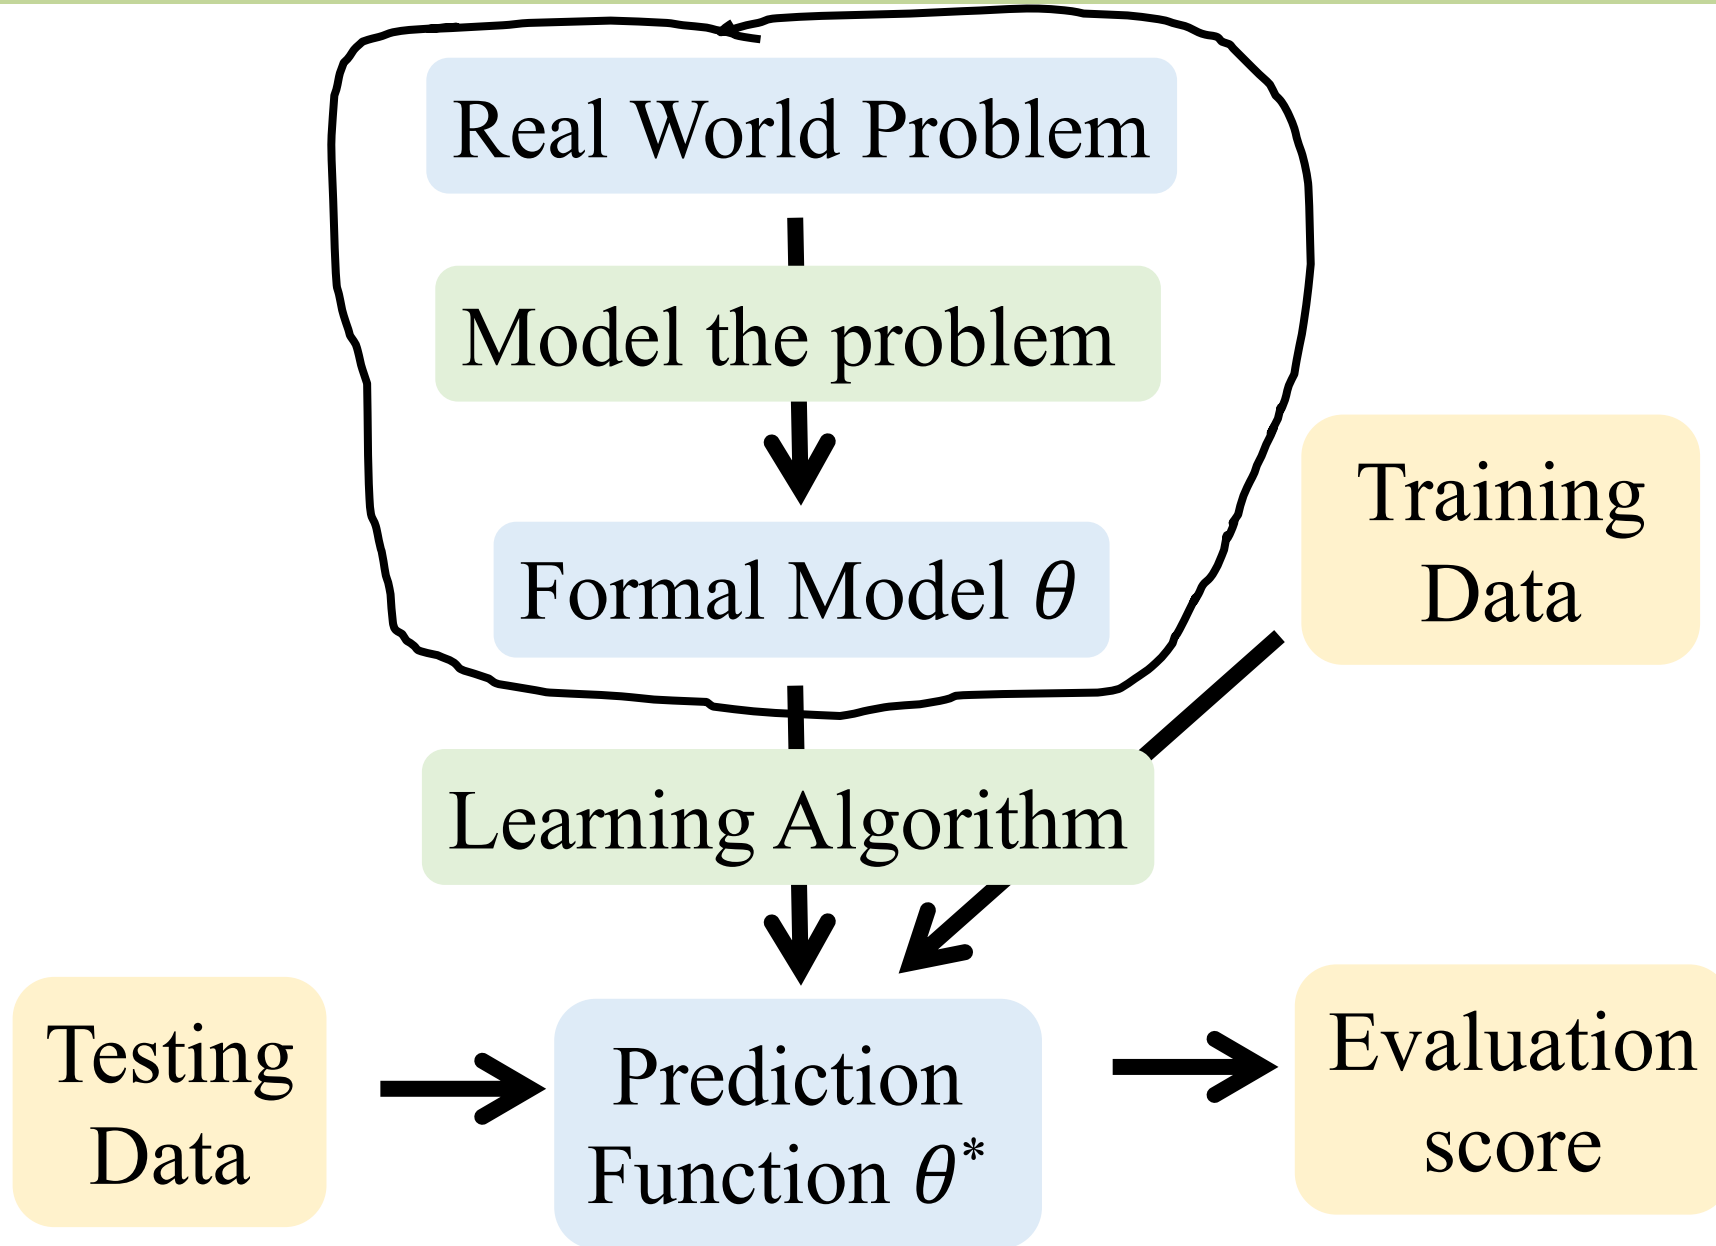 Real World Problem
Model the problem
Formal Model θ
Training
Data
Learning Algorithm
Testing
Data
Prediction
Function θ*
Evaluation
score